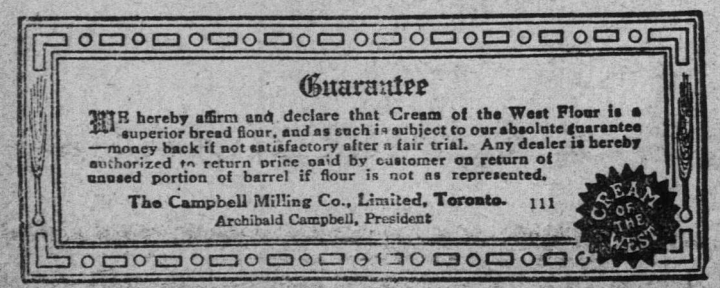 Guarantee
WE hereby affirm and declare that Cream of the West Flour is a
superior bread flour, and as such is subject to our absolute guarantee
—money back if not satisfactory after a fair trial. Any dealer is hereby
authorized to return price paid by customer on return of
unused portion of barrel if flour is not as represented.
The Campbell Milling Co., Limited, Toronto. 111
Archibald Campbell, President
CREAM
OF
THE
WEST